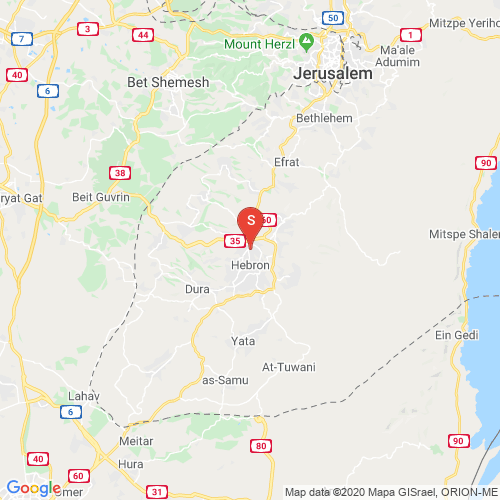 50
Mitzpe Yeriho
3
44
1
7
Mount Herzl
Ma'ale
Adumim
40
Jerusalem
Bet Shemesh
6
Bethlehem
Efrat
90
38
ryat Gat
Beit Guvrin
S
60
35
Mitspe Shale
Hebron
Dura
Ein Gedi
Yata
At-Tuwani
as-Samu
Lahav
6
Meitar
90
80
Hura
40
60
Google
mer
31
Map data ©2020 Mapa GISrael, ORION-ME